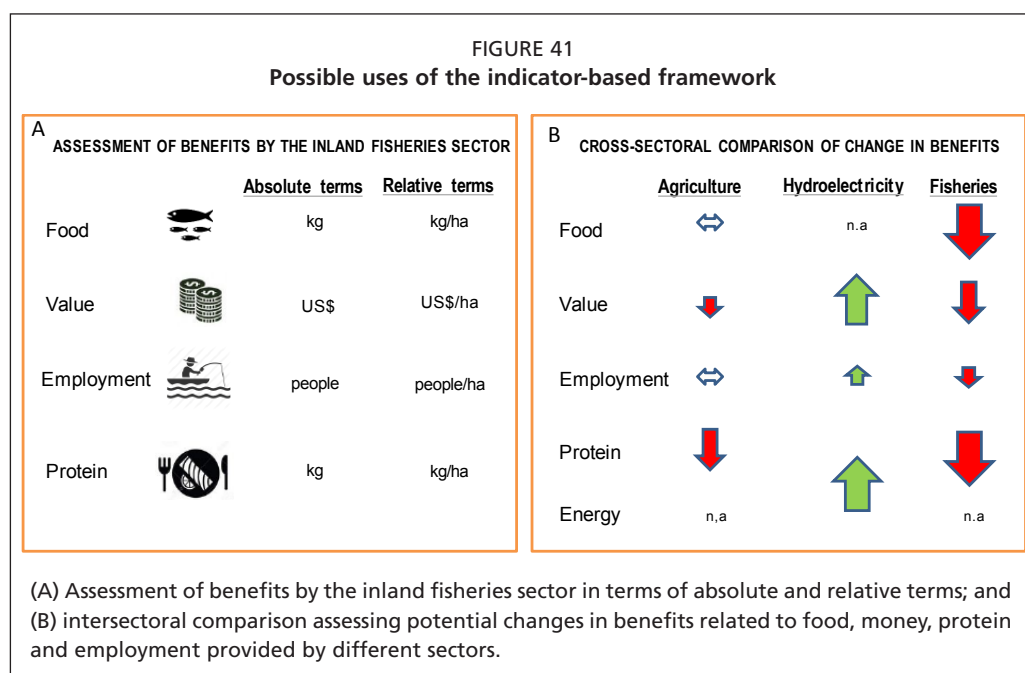 FIGURE 41
Possible uses of the indicator-based framework
A
ASSESSMENT OF BENEFITS BY THE INLAND FISHERIES SECTOR
Absolute terms Relative terms
Food kg kg/ha
Value US$ US$/ha
Employment people people/ha
Protein kg kg/ha
B
CROSS-SECTORAL COMPARISON OF CHANGE IN BENEFITS
Agriculture Hydroelectricity Fisheries
Food n.a
Value
Employment
Protein
Energy n,a n.a
(A) Assessment of benefits by the inland fisheries sector in terms of absolute and relative terms; and
(B) intersectoral comparison assessing potential changes in benefits related to food, money, protein
and employment provided by different sectors.